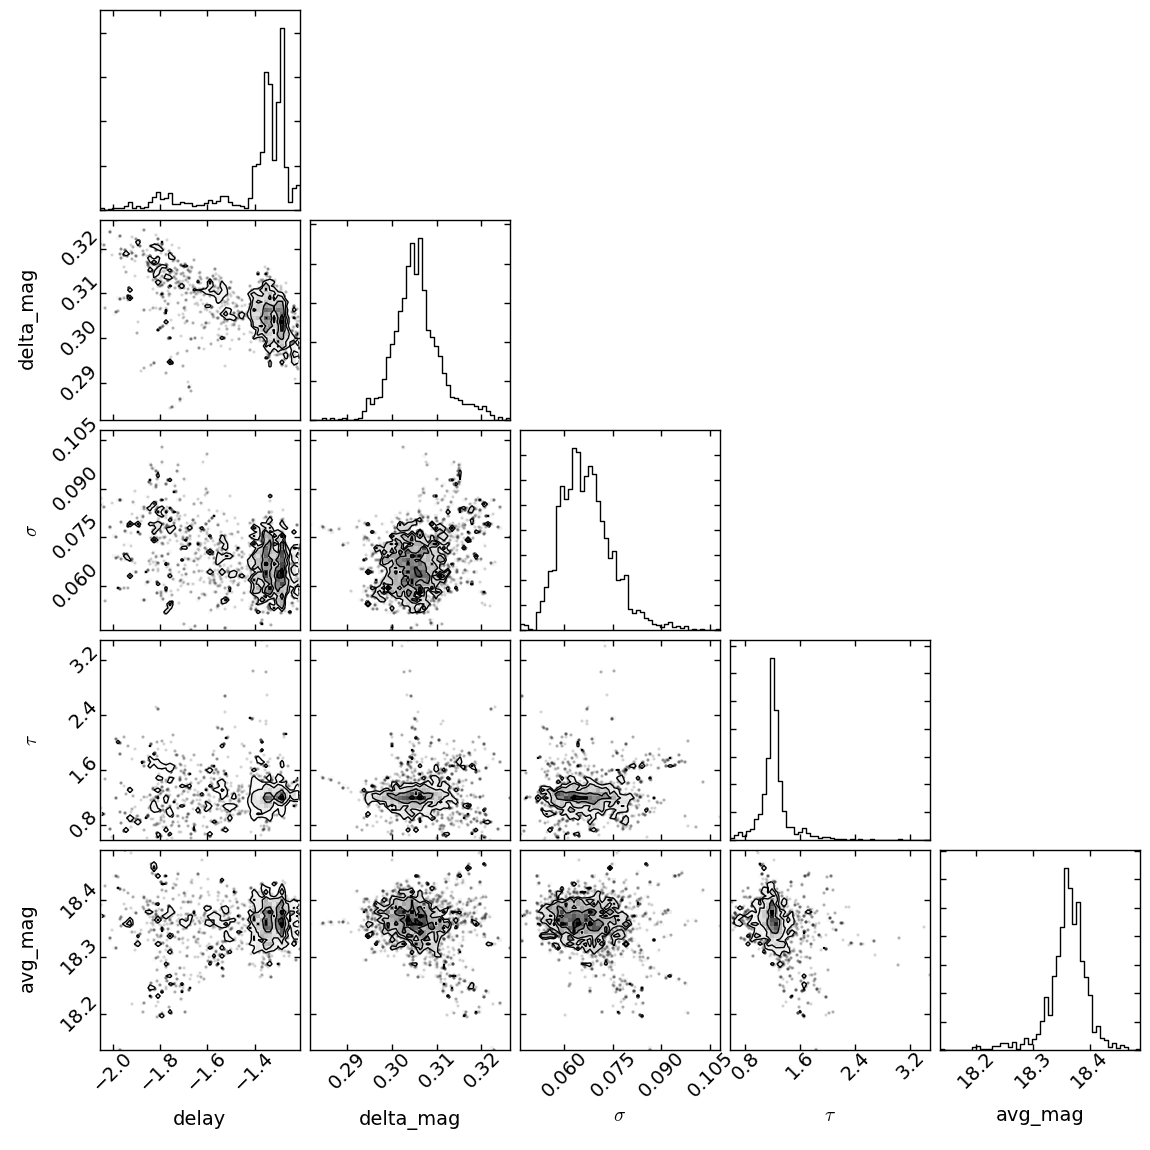 0.32
0.31
0.30
0.29
delta_mag
0.105
0.090
0.075
0.060
σ
3.2
2.4
1.6
0.8
τ
18.4
18.3
18.2
avg_mag
−2.0 −1.8 −1.6 −1.4
0.29 0.30 0.31 0.32
0.060 0.075 0.090 0.105
0.8 1.6 2.4 3.2
18.2 18.3 18.4
delay delta_mag σ τ avg_mag